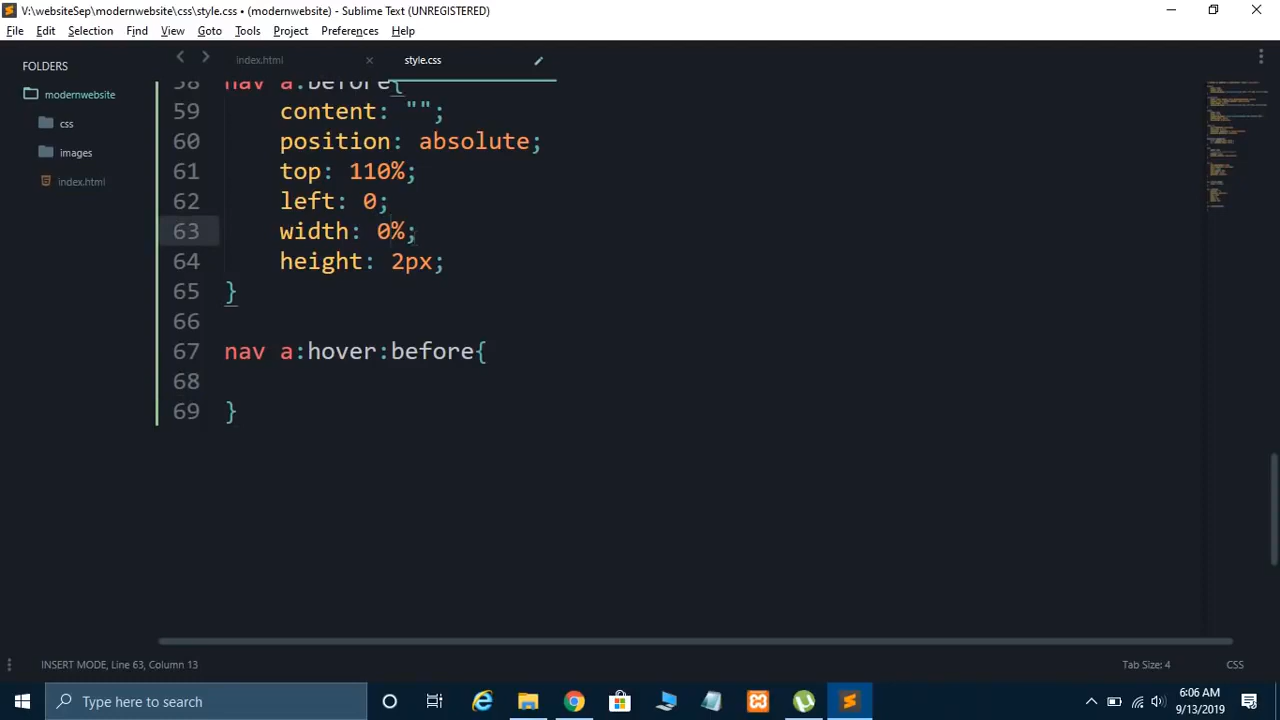 V:\websiteSep\modernwebsite\css\style.css • (modernwebsite) - Sublime Text (UNREGISTERED)
File Edit Selection Find View Goto Tools Project Preferences Help
FOLDERS
modernwebsite
css
images
index.html
index.html
style.css
58 nav a:before{
59 content: "";
60 position: absolute;
61 top: 110%;
62 left: 0;
63 width: 0%;
64 height: 2px;
65 }
66
67 nav a:hover:before{
68
69 }
INSERT MODE, Line 63, Column 13
Tab Size: 4
CSS
Type here to search
6:06 AM
9/13/2019